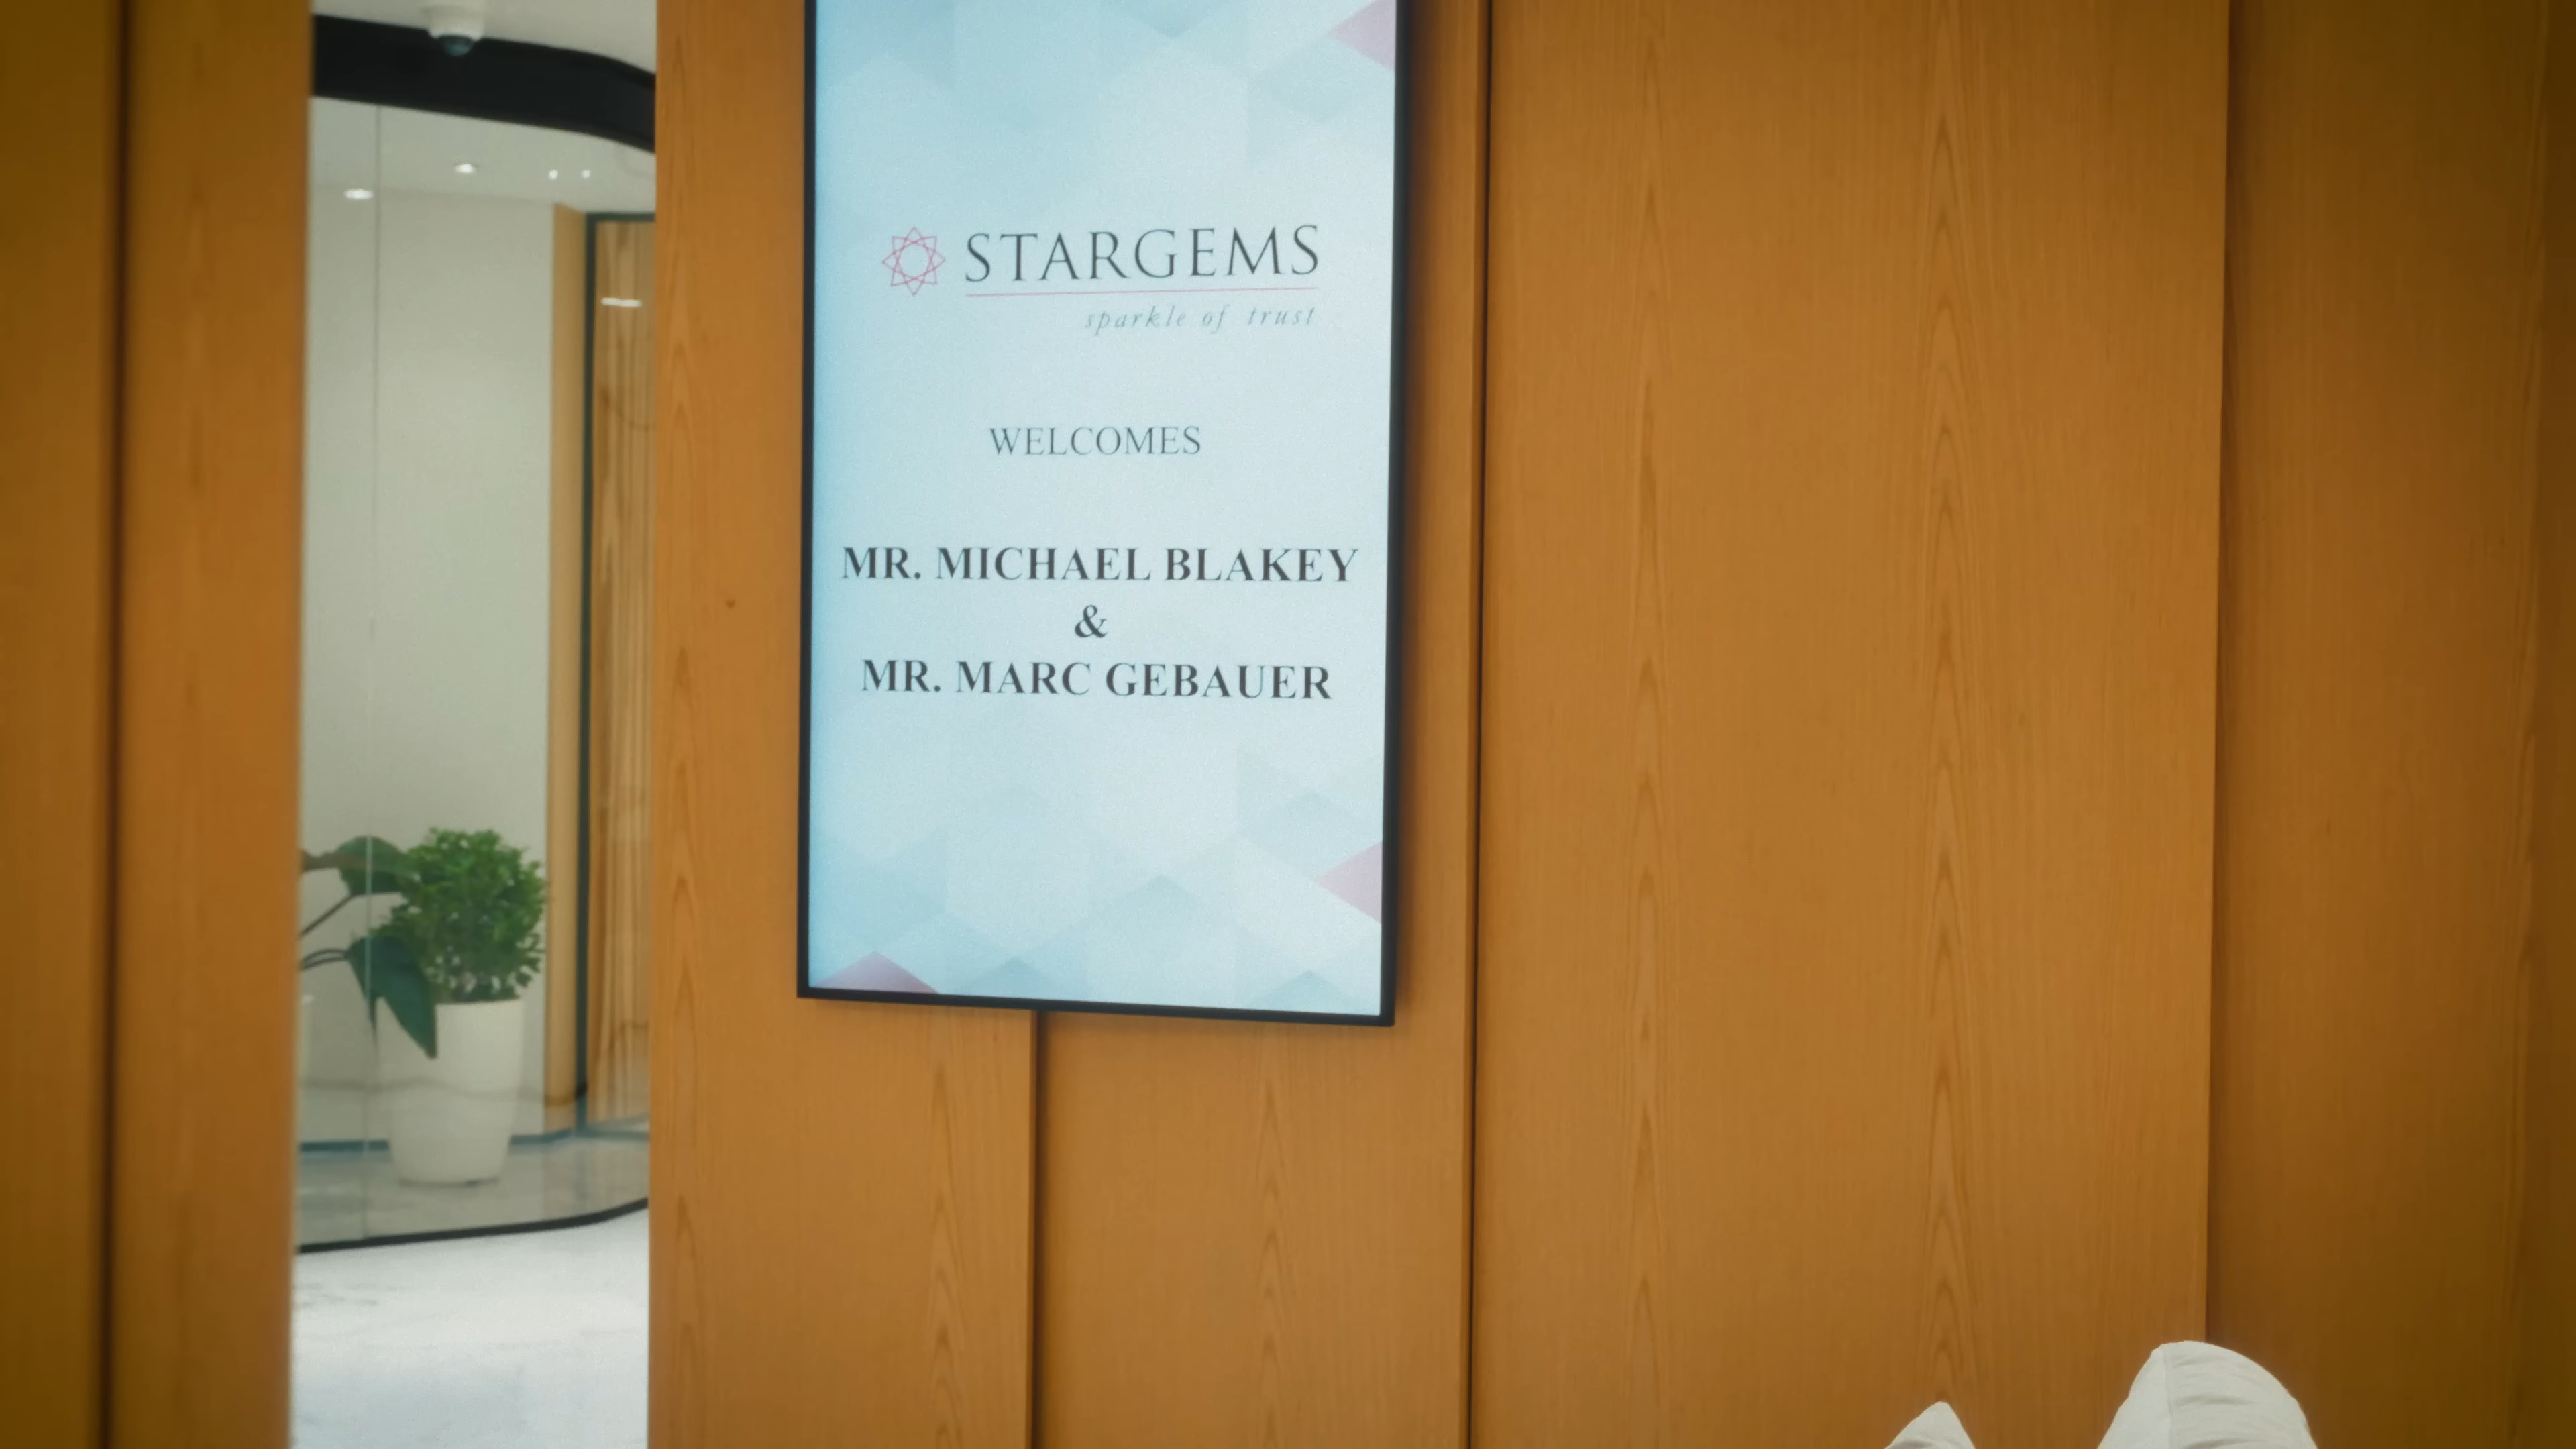 STARGEMS
sparkle of trust
WELCOMES
MR. MICHAEL BLAKEY
&
MR. MARC GEBAUER